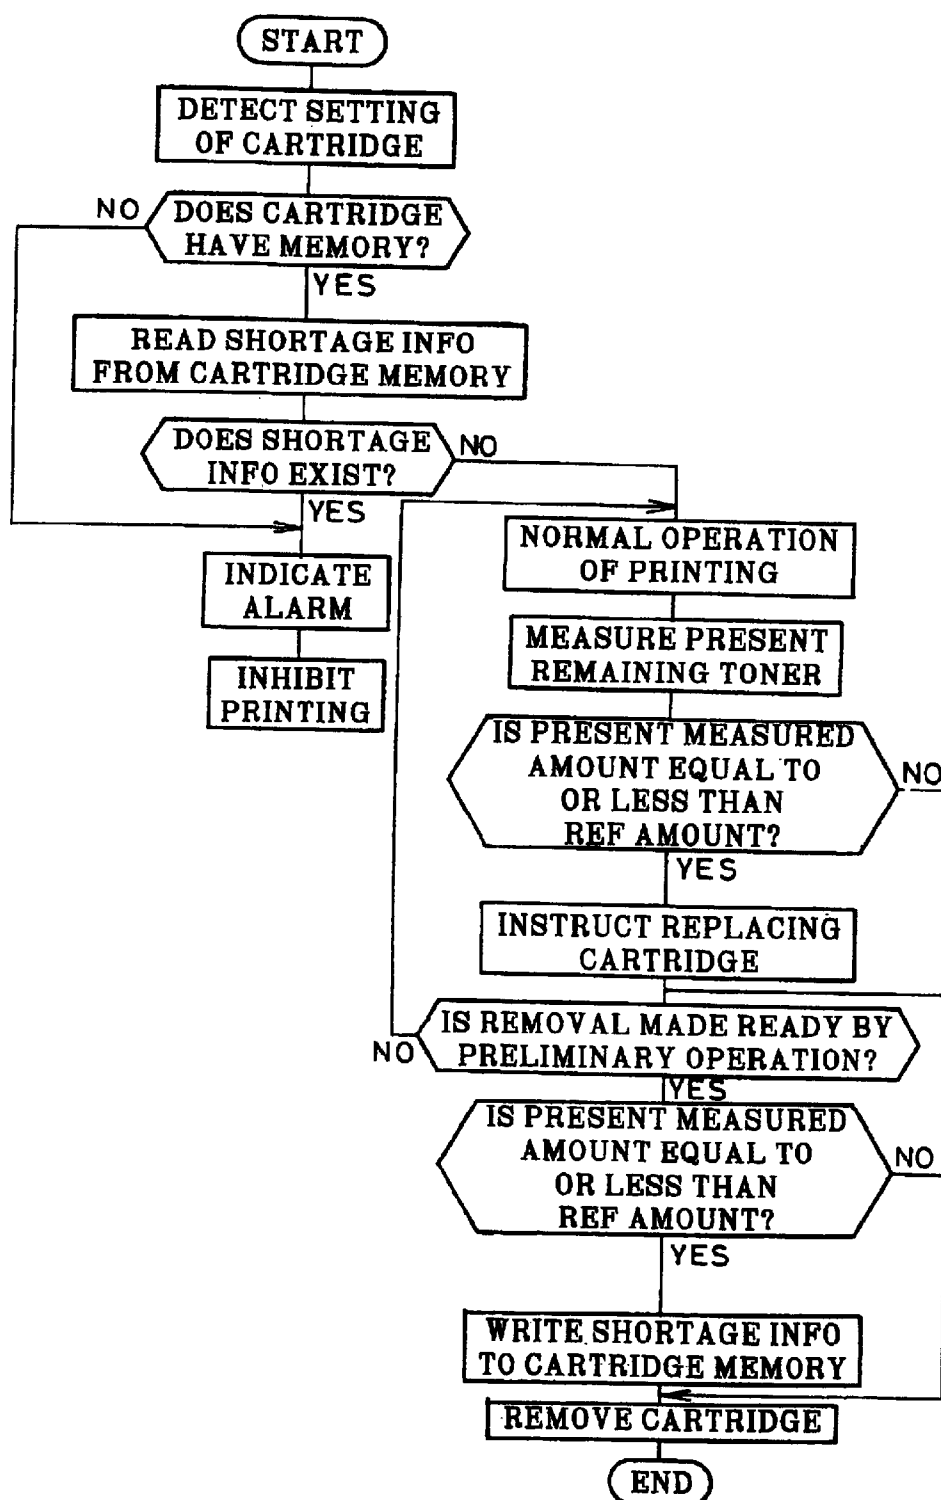 START
DETECT SETTING
OF CARTRIDGE
NO
DOES CARTRIDGE
HAVE MEMORY?
YES
READ SHORTAGE INFO
FROM CARTRIDGE MEMORY
DOES SHORTAGE
INFO EXIST?
NO
YES
INDICATE
ALARM
INHIBIT
PRINTING
NORMAL OPERATION
OF PRINTING
MEASURE PRESENT
REMAINING TONER
IS PRESENT MEASURED
AMOUNT EQUAL TO
OR LESS THAN
REF AMOUNT?
NO
YES
INSTRUCT REPLACING
CARTRIDGE
IS REMOVAL MADE READY BY
PRELIMINARY OPERATION?
NO
YES
IS PRESENT MEASURED
AMOUNT EQUAL TO
OR LESS THAN
REF AMOUNT?
NO
YES
WRITE SHORTAGE INFO
TO CARTRIDGE MEMORY
REMOVE CARTRIDGE
END